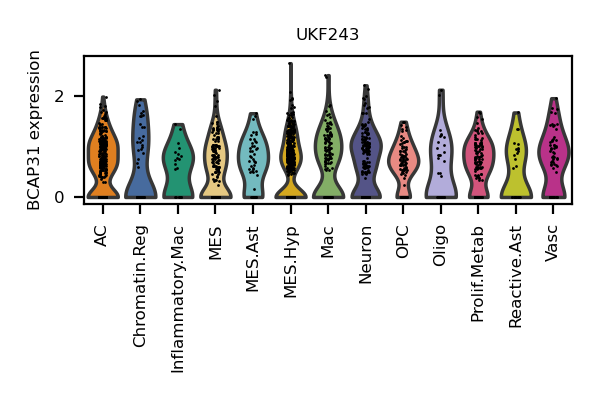 UKF243
BCAP31 expression
2
0
AC
Chromatin.Reg
Inflammatory.Mac
MES
MES.Ast
MES.Hyp
Mac
Neuron
OPC
Oligo
Prolif.Metab
Reactive.Ast
Vasc